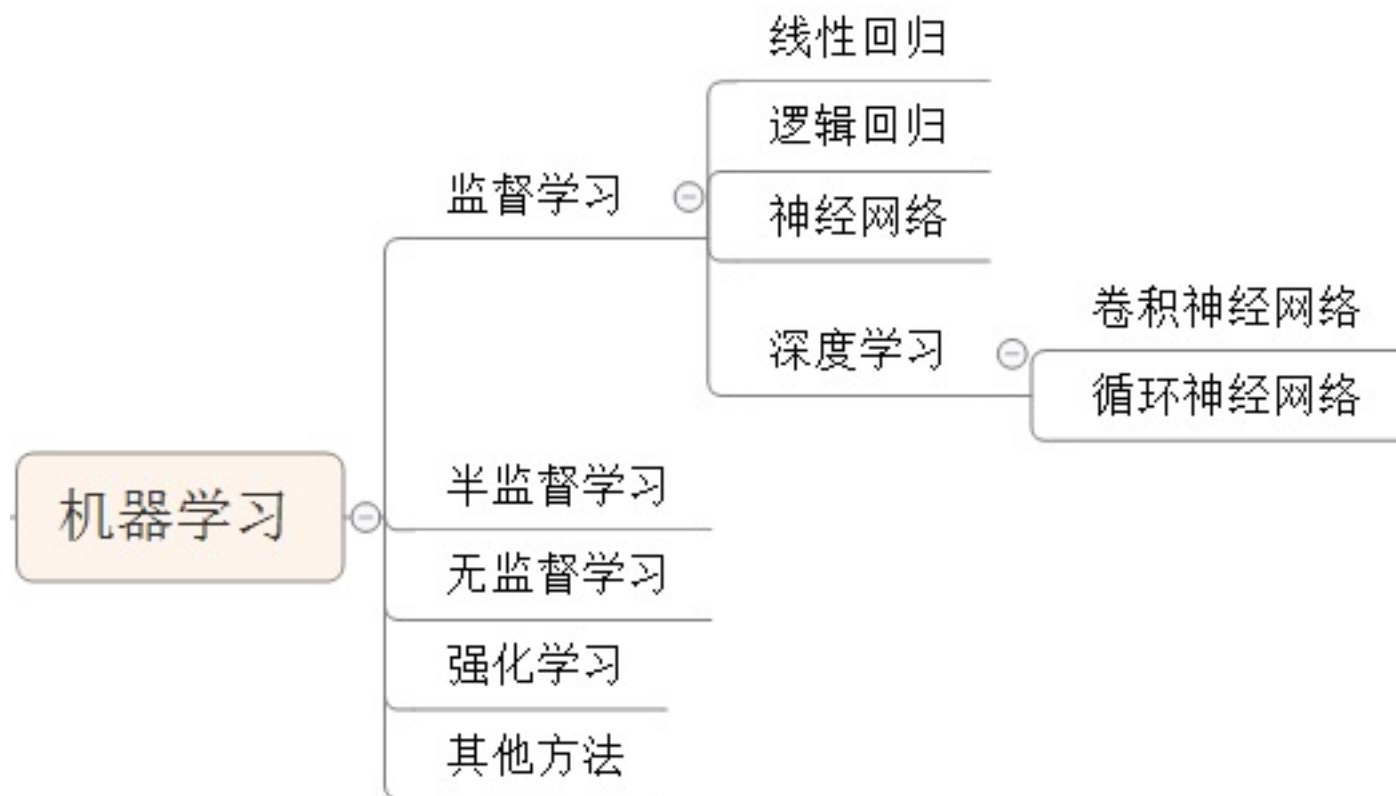 线性回归
逻辑回归
监督学习
神经网络
卷积神经网络
深度学习
循环神经网络
半监督学习
机器学习
无监督学习
强化学习
其他方法